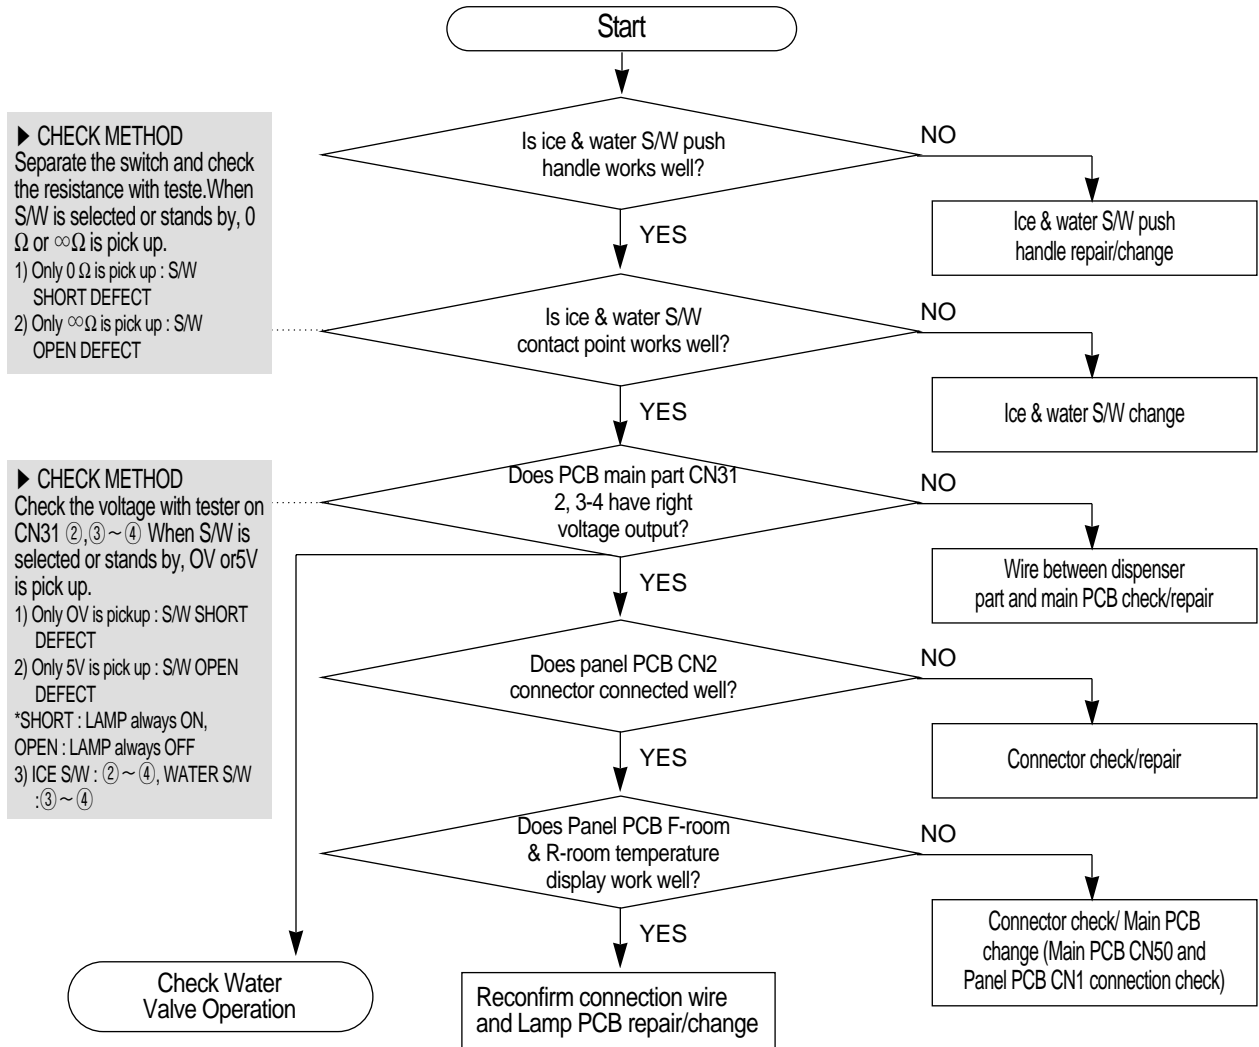 Start
▶ CHECK METHOD
Separate the switch and check
the resistance with teste.When
S/W is selected or stands by, 0
Ω or ∞Ω is pick up.
1) Only 0 Ω is pick up : S/W
SHORT DEFECT
2) Only ∞Ω is pick up : S/W
OPEN DEFECT
Is ice & water S/W push
handle works well?
NO
Ice & water S/W push
handle repair/change
YES
Is ice & water S/W
contact point works well?
NO
Ice & water S/W change
YES
▶ CHECK METHOD
Check the voltage with tester on
CN31 ②,③~④ When S/W is
selected or stands by, OV or5V
is pick up.
1) Only OV is pickup : S/W SHORT
DEFECT
2) Only 5V is pick up : S/W OPEN
DEFECT
*SHORT : LAMP always ON,
OPEN : LAMP always OFF
3) ICE S/W : ②~④, WATER S/W
:③~④
Does PCB main part CN31
2, 3-4 have right
voltage output?
NO
Wire between dispenser
part and main PCB check/repair
YES
Does panel PCB CN2
connector connected well?
NO
Connector check/repair
YES
Does Panel PCB F-room
& R-room temperature
display work well?
NO
Connector check/ Main PCB
change (Main PCB CN50 and
Panel PCB CN1 connection check)
YES
Check Water
Valve Operation
Reconfirm connection wire
and Lamp PCB repair/change